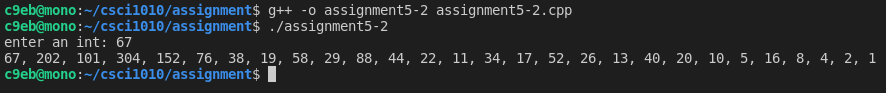 c9eb@mono:~/csci1010/assignment$ g++ -o assignment5-2 assignment5-2.cpp
c9eb@mono:~/csci1010/assignment$ ./assignment5-2
enter an int: 67
67, 202, 101, 304, 152, 76, 38, 19, 58, 29, 88, 44, 22, 11, 34, 17, 52, 26, 13, 40, 20, 10, 5, 16, 8, 4, 2, 1
c9eb@mono:~/csci1010/assignment$